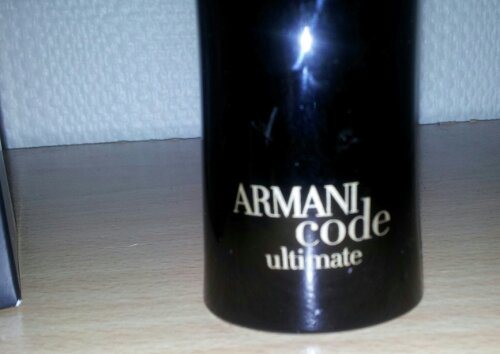 ARMANI
code
ultimate